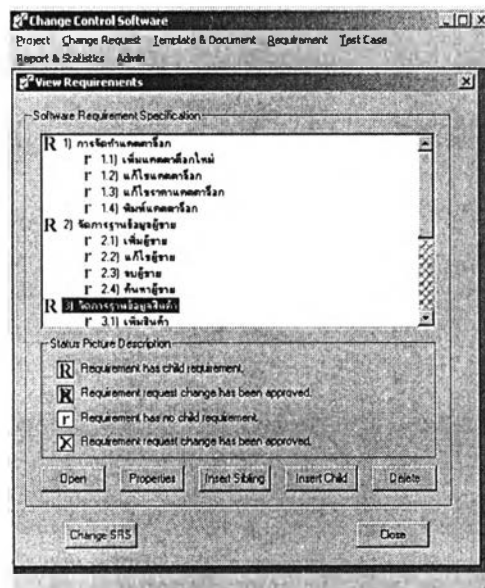 Change Control Software
Project Change Request Template & Document Requirement Test Case
Report & Statistics Admin
View Requirements
Software Requirement Specification
R 1) การจัดทำแคตตาล็อก
r 1.1) เพิ่มแคตตาล็อกใหม่
r 1.2) แก้ไขแคตตาล็อก
r 1.3) แก้ไขราคาแคตตาล็อก
r 1.4) พิมพ์แคตตาล็อก
R 2) จัดการฐานข้อมูลผู้ขาย
r 2.1) เพิ่มผู้ขาย
r 2.2) แก้ไขผู้ขาย
r 2.3) ลบผู้ขาย
r 2.4) ค้นหาผู้ขาย
R 3) จัดการฐานข้อมูลสินค้า
r 3.1) เพิ่มสินค้า
Status Picture Description
R Requirement has child requirement.
R Requirement request change has been approved.
r Requirement has no child requirement.
Requirement request change has been approved.
Open Properties Insert Sibling Insert Child Delete
Change SRS Close